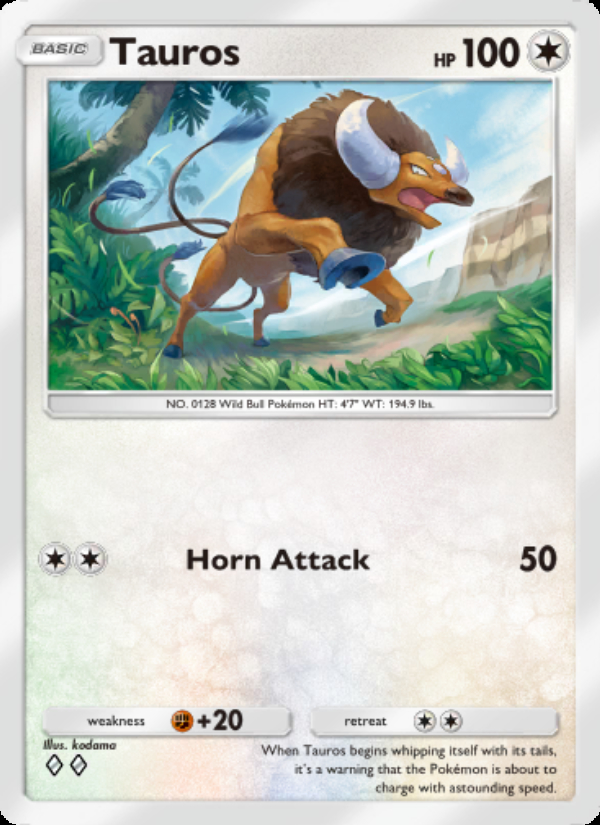 BASIC Tauros HP 100
NO. 0128 Wild Bull Pokémon HT: 4'7" WT: 194.9 lbs.
Horn Attack 50
weakness +20 retreat
Illus. kodama
When Tauros begins whipping itself with its tails,
it's a warning that the Pokémon is about to
charge with astounding speed.